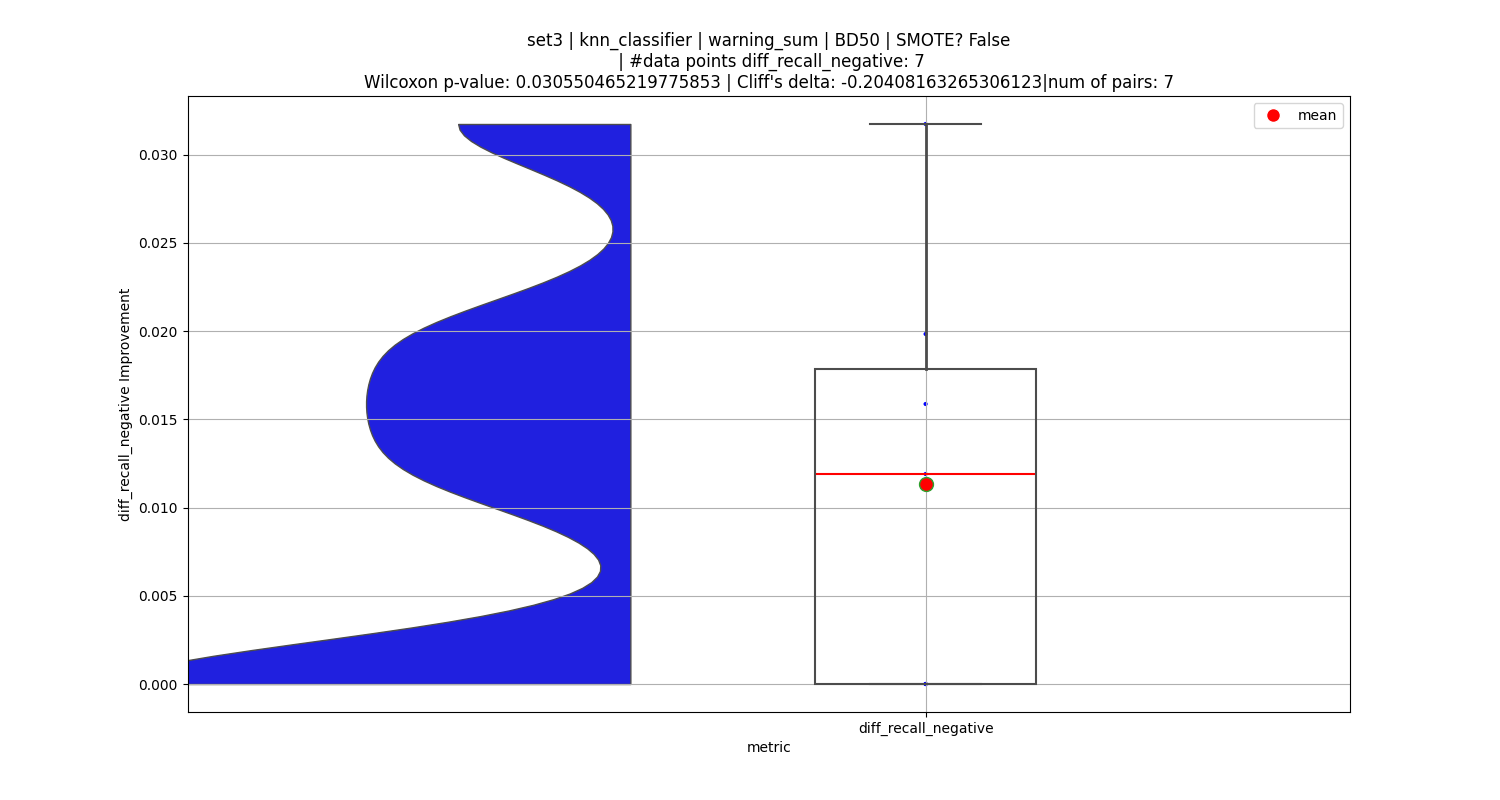 set3 | knn_classifier | warning_sum | BD50 | SMOTE? False
| #data points diff_recall_negative: 7
Wilcoxon p-value: 0.030550465219775853 | Cliff's delta: -0.20408163265306123|num of pairs: 7
mean
0.030
0.025
0.020
0.015
0.010
0.005
0.000
diff_recall_negative Improvement
diff_recall_negative
metric